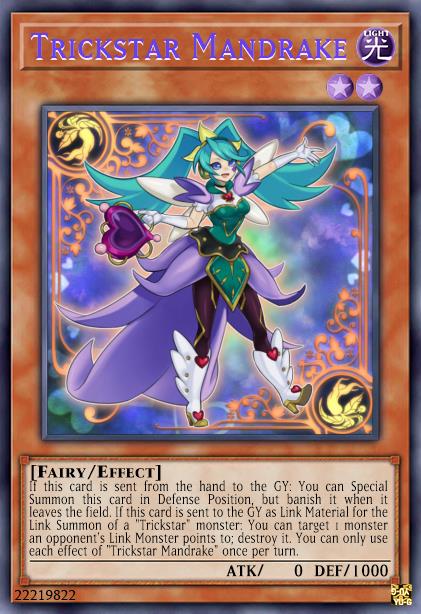 TRICKSTAR MANDRAKE
LIGHT
光
[FAIRY/EFFECT]
If this card is sent from the hand to the GY: You can Special
Summon this card in Defense Position, but banish it when it
leaves the field. If this card is sent to the GY as Link Material for the
Link Summon of a "Trickstar" monster: You can target 1 monster
an opponent's Link Monster points to; destroy it. You can only use
each effect of "Trickstar Mandrake" once per turn.
ATK/ 0 DEF/1000
22219822